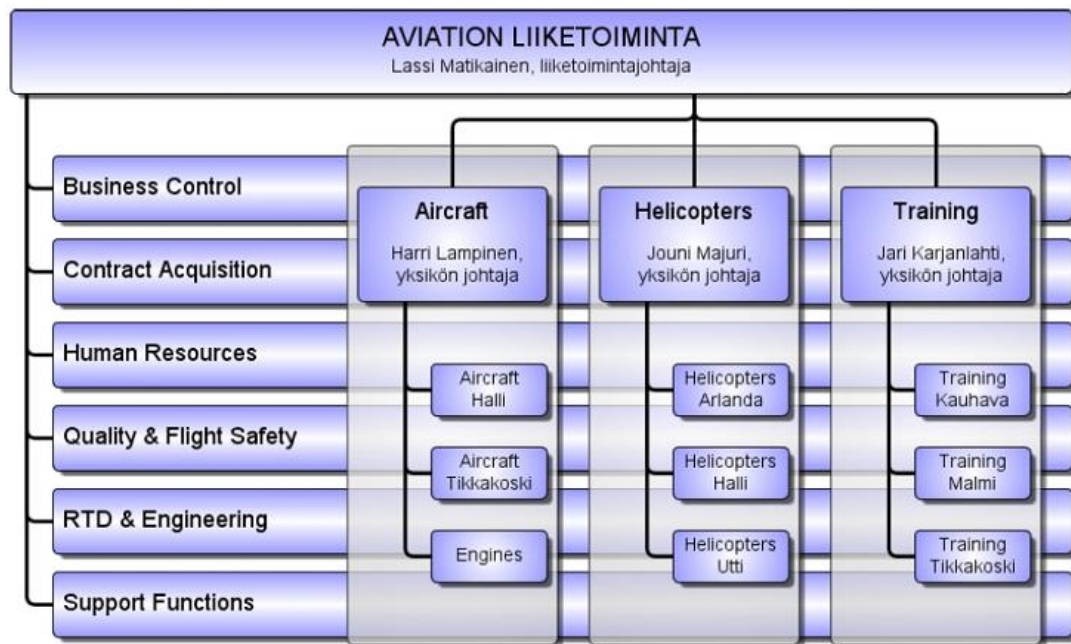 AVIATION LIIKETOIMINTA
Lassi Matikainen, liiketoimintajohtaja
Business Control
Contract Acquisition
Human Resources
Quality & Flight Safety
RTD & Engineering
Support Functions
Aircraft
Harri Lampinen,
yksikön johtaja
Aircraft
Halli
Aircraft
Tikkakoski
Engines
Helicopters
Jouni Majuri,
yksikön johtaja
Helicopters
Arlanda
Helicopters
Halli
Helicopters
Utti
Training
Jari Karjanlahti,
yksikön johtaja
Training
Kauhava
Training
Malmi
Training
Tikkakoski